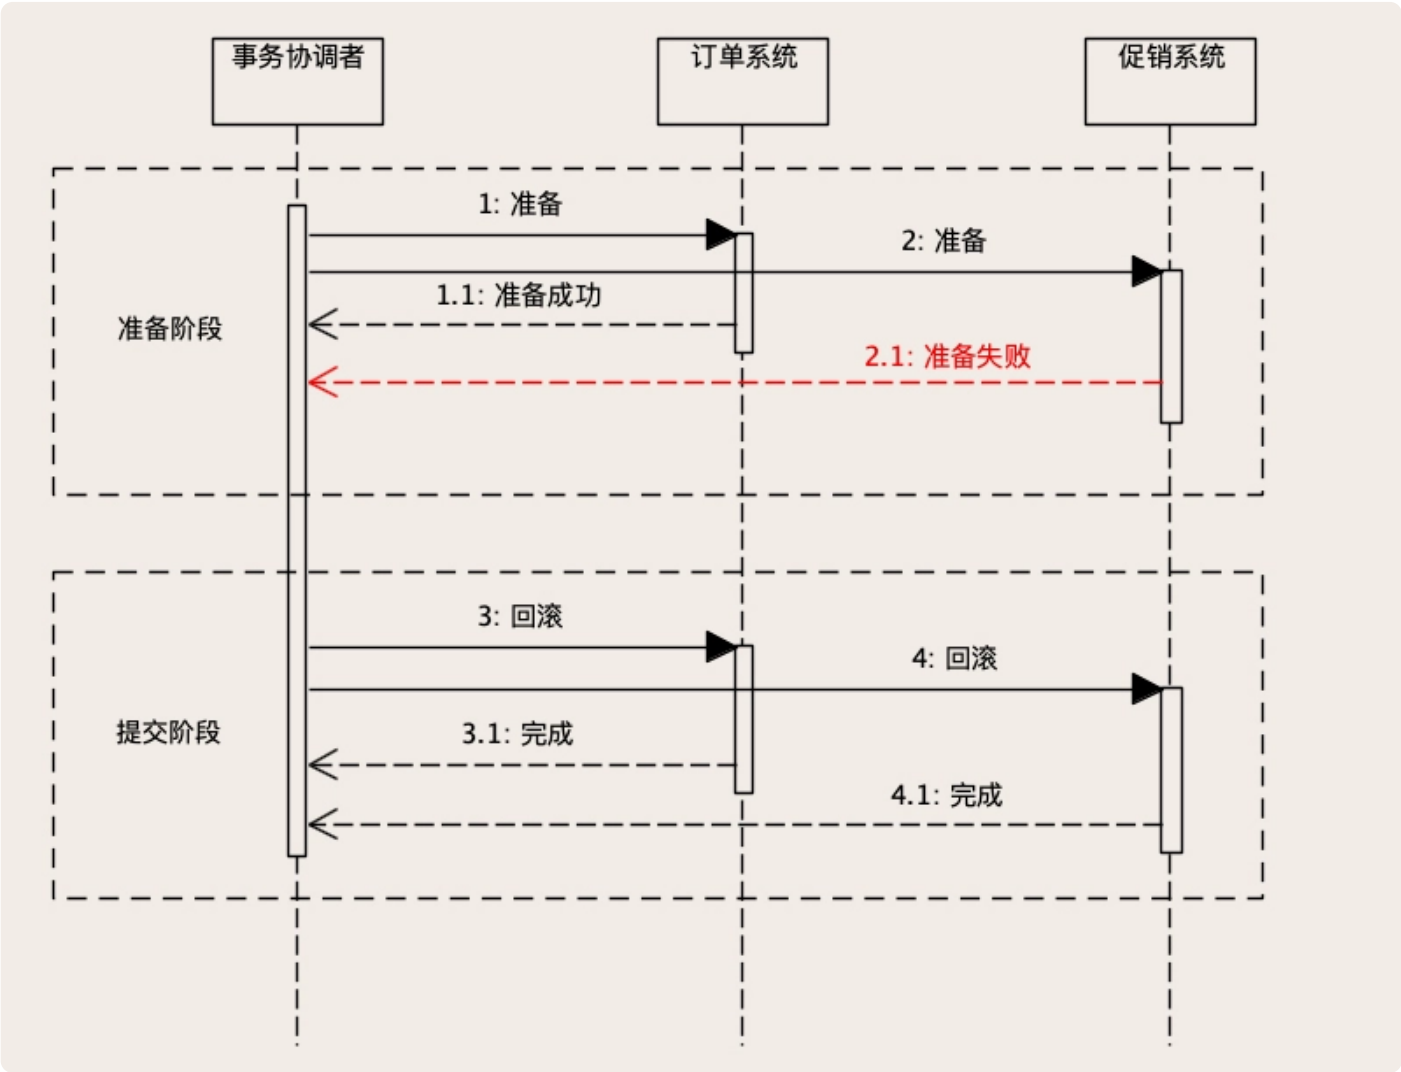 事务协调者
订单系统
促销系统
1: 准备
2: 准备
1.1: 准备成功
准备阶段
2.1: 准备失败
3: 回滚
4: 回滚
3.1: 完成
提交阶段
4.1: 完成